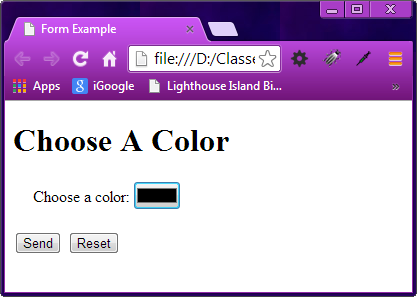 Form Example
file:///D:/Classe
Apps iGoogle Lighthouse Island Bi...
Choose A Color
Choose a color:
Send Reset